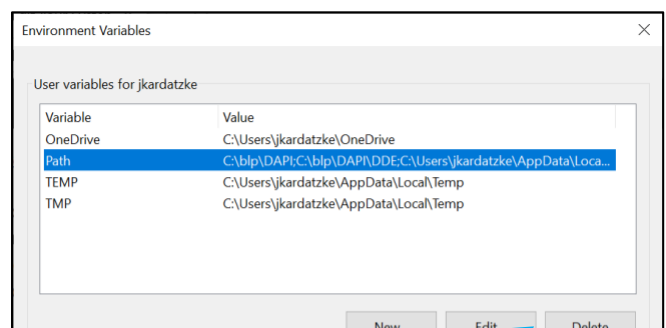 Environment Variables
User variables for jkardatzke
Variable Value
OneDrive C:\Users\jkardatzke\OneDrive
Path C:\blp\DAPI;C:\blp\DAPI\DDE;C:\Users\jkardatzke\AppData\Loca...
TEMP C:\Users\jkardatzke\AppData\Local\Temp
TMP C:\Users\jkardatzke\AppData\Local\Temp
New... Edit... Delete